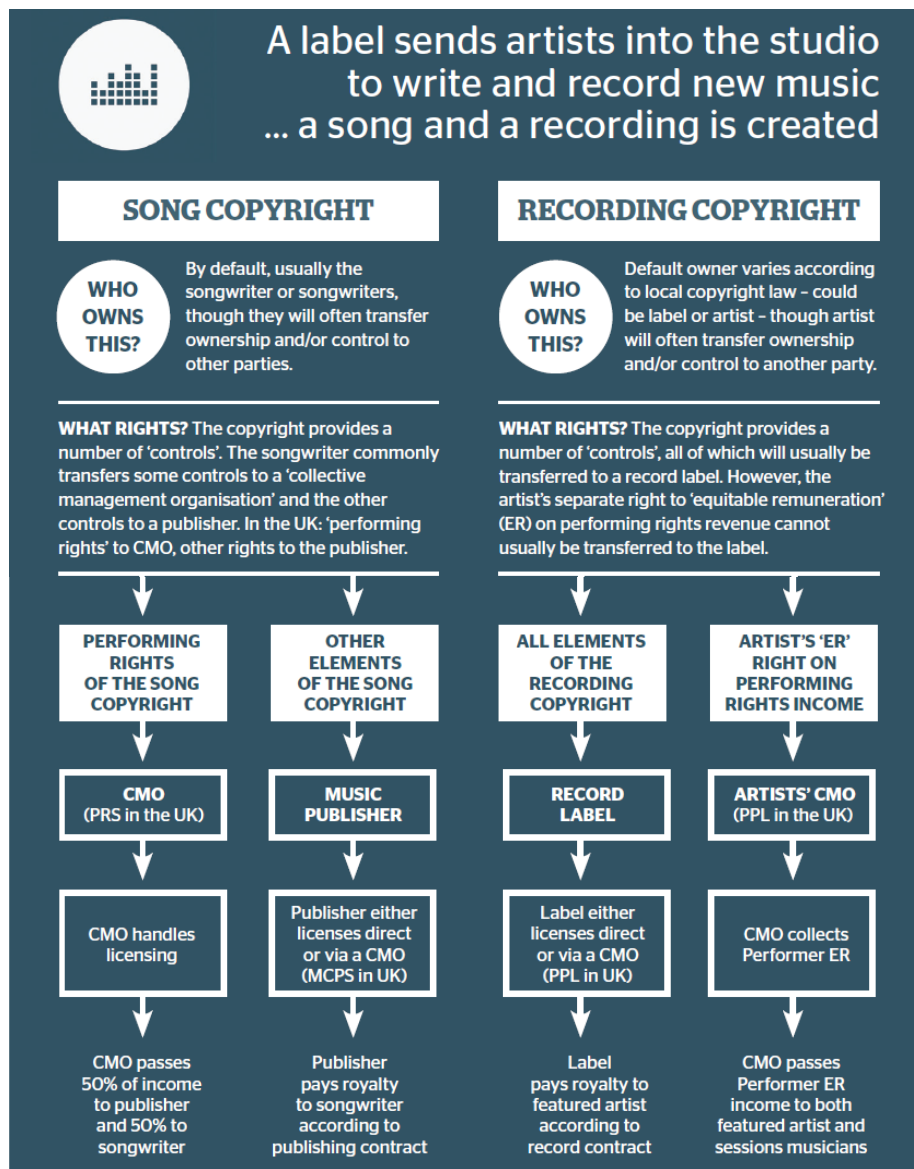 A label sends artists into the studio
to write and record new music
... a song and a recording is created
SONG COPYRIGHT
WHO
OWNS
THIS?
By default, usually the
songwriter or songwriters,
though they will often transfer
ownership and/or control to
other parties.
WHAT RIGHTS? The copyright provides a
number of ‘controls’. The songwriter commonly
transfers some controls to a ‘collective
management organisation’ and the other
controls to a publisher. In the UK: ‘performing
rights’ to CMO, other rights to the publisher.
RECORDING COPYRIGHT
WHO
OWNS
THIS?
Default owner varies according
to local copyright law – could
be label or artist – though artist
will often transfer ownership
and/or control to another party.
WHAT RIGHTS? The copyright provides a
number of ‘controls’, all of which will usually be
transferred to a record label. However, the
artist’s separate right to ‘equitable remuneration’
(ER) on performing rights revenue cannot
usually be transferred to the label.
PERFORMING
RIGHTS
OF THE SONG
COPYRIGHT
CMO
(PRS in the UK)
CMO handles
licensing
CMO passes
50% of income
to publisher
and 50% to
songwriter
OTHER
ELEMENTS
OF THE SONG
COPYRIGHT
MUSIC
PUBLISHER
Publisher either
licenses direct
or via a CMO
(MCPS in UK)
Publisher
pays royalty
to songwriter
according to
publishing contract
ALL ELEMENTS
OF THE
RECORDING
COPYRIGHT
RECORD
LABEL
Label either
licenses direct
or via a CMO
(PPL in UK)
Label
pays royalty to
featured artist
according to
record contract
ARTIST’S ‘ER’
RIGHT ON
PERFORMING
RIGHTS INCOME
ARTISTS’ CMO
(PPL in the UK)
CMO collects
Performer ER
CMO passes
Performer ER
income to both
featured artist and
sessions musicians